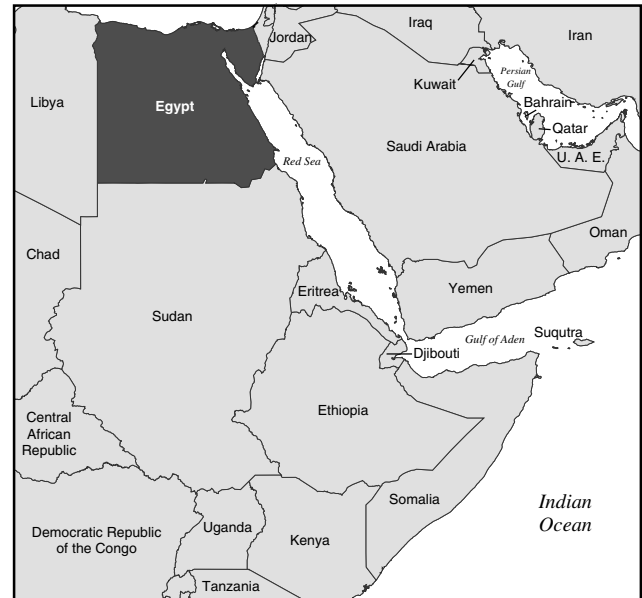 Iraq
Iran
Jordan
Persian
Gulf
Kuwait
Libya
Egypt
Bahrain
Qatar
Saudi Arabia
Red Sea
U. A. E.
Oman
Chad
Yemen
Eritrea
Sudan
Gulf of Aden
Suqutra
Djibouti
Ethiopia
Central
African
Republic
Somalia
Indian
Ocean
Democratic Republic
of the Congo
Uganda
Kenya
Tanzania